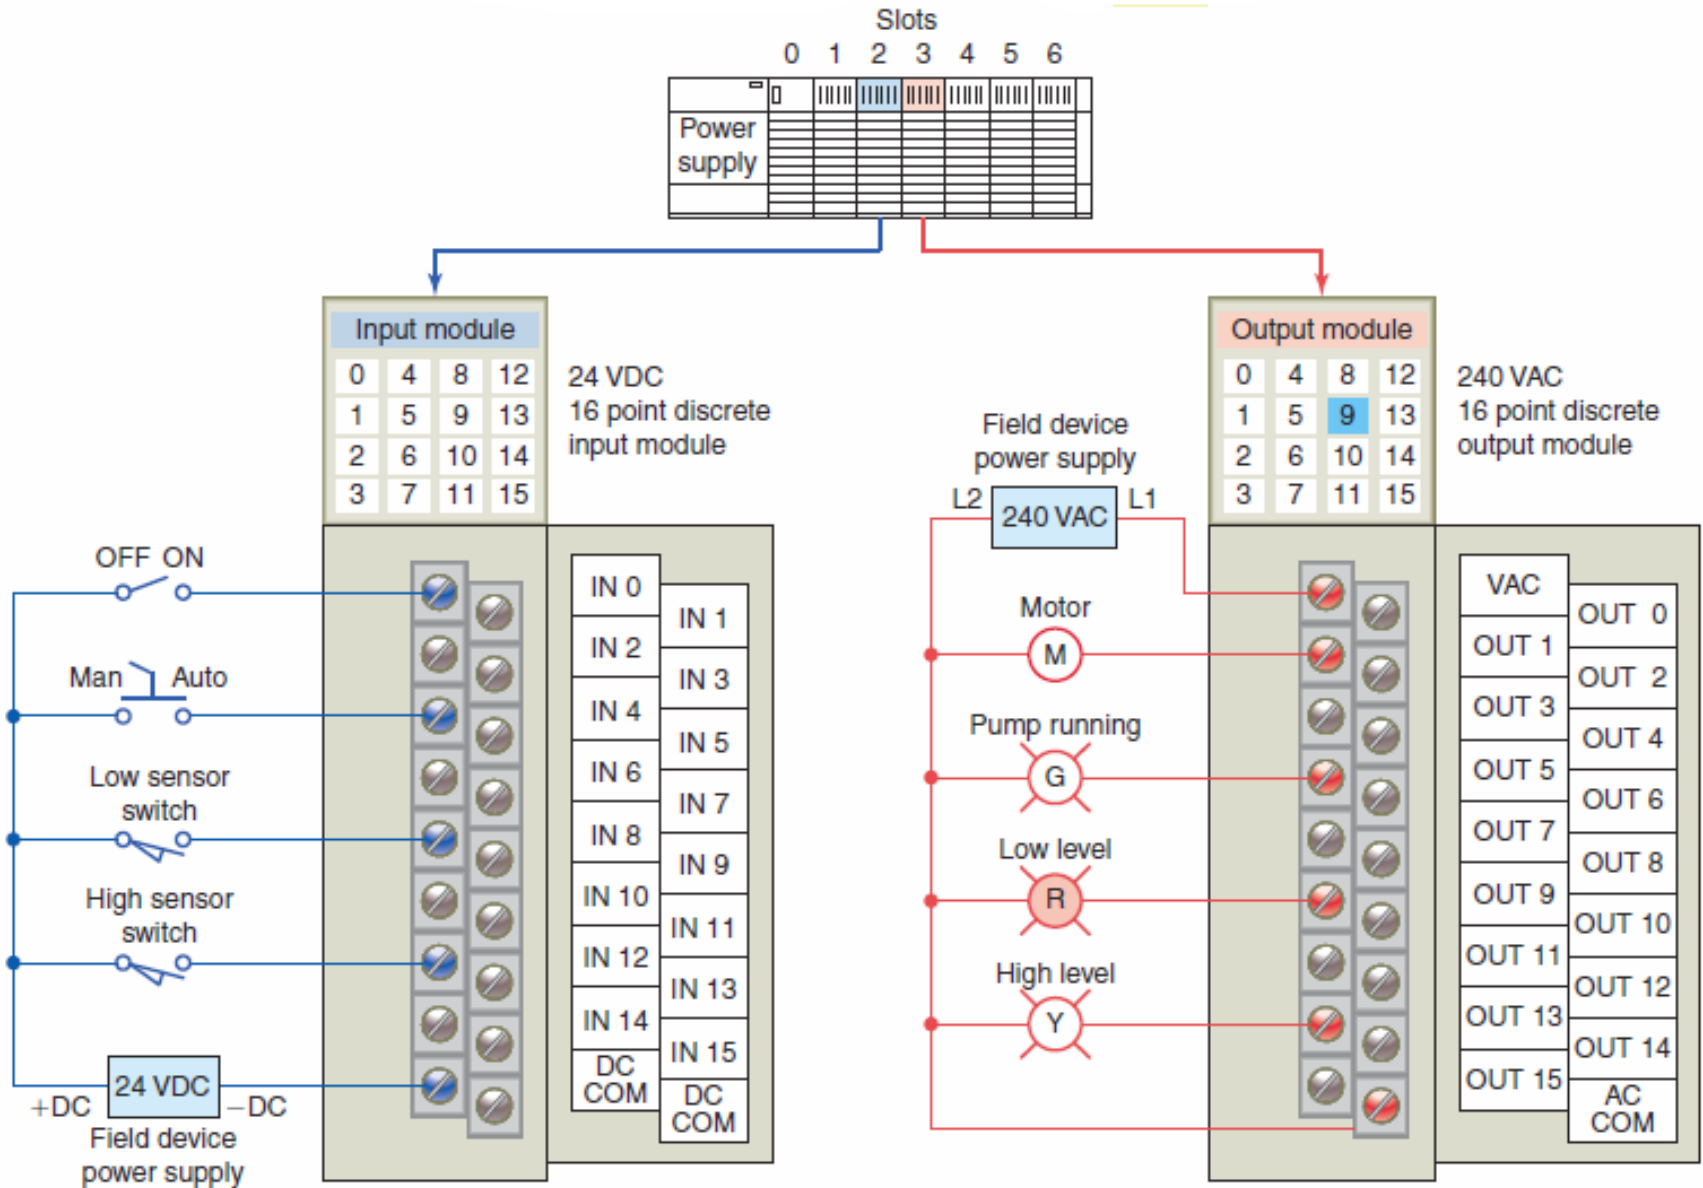 Slots
0 1 2 3 4 5 6
Power
supply
Input module
0 4 8 12
1 5 9 13
2 6 10 14
3 7 11 15
24 VDC
16 point discrete
input module
OFF ON
Man Auto
Low sensor
switch
High sensor
switch
+DC 24 VDC −DC
Field device
power supply
IN 0
IN 1
IN 2
IN 3
IN 4
IN 5
IN 6
IN 7
IN 8
IN 9
IN 10
IN 11
IN 12
IN 13
IN 14
IN 15
DC
COM
DC
COM
Output module
0 4 8 12
1 5 9 13
2 6 10 14
3 7 11 15
240 VAC
16 point discrete
output module
Field device
power supply
L2 240 VAC L1
Motor
M
Pump running
G
Low level
R
High level
Y
VAC
OUT 0
OUT 1
OUT 2
OUT 3
OUT 4
OUT 5
OUT 6
OUT 7
OUT 8
OUT 9
OUT 10
OUT 11
OUT 12
OUT 13
OUT 14
OUT 15
AC
COM